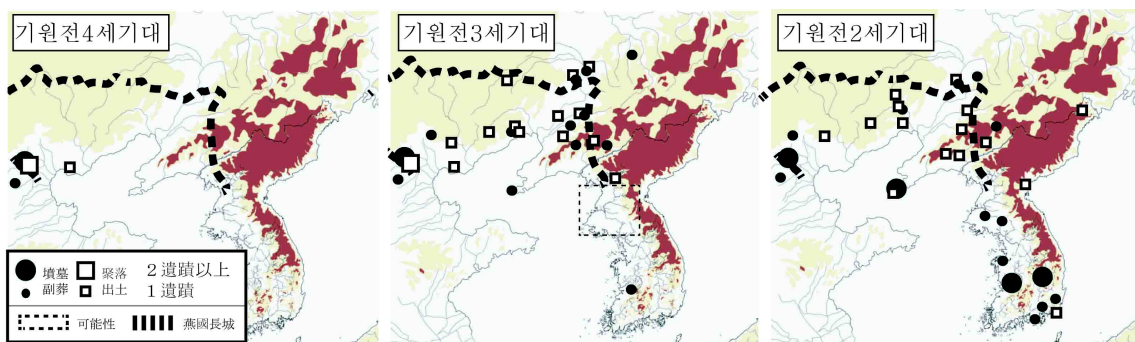 기원전4세기대
기원전3세기대
기원전2세기대
墳墓 聚落 2遺蹟以上
副葬 出土 1遺蹟
可能性 燕國長城